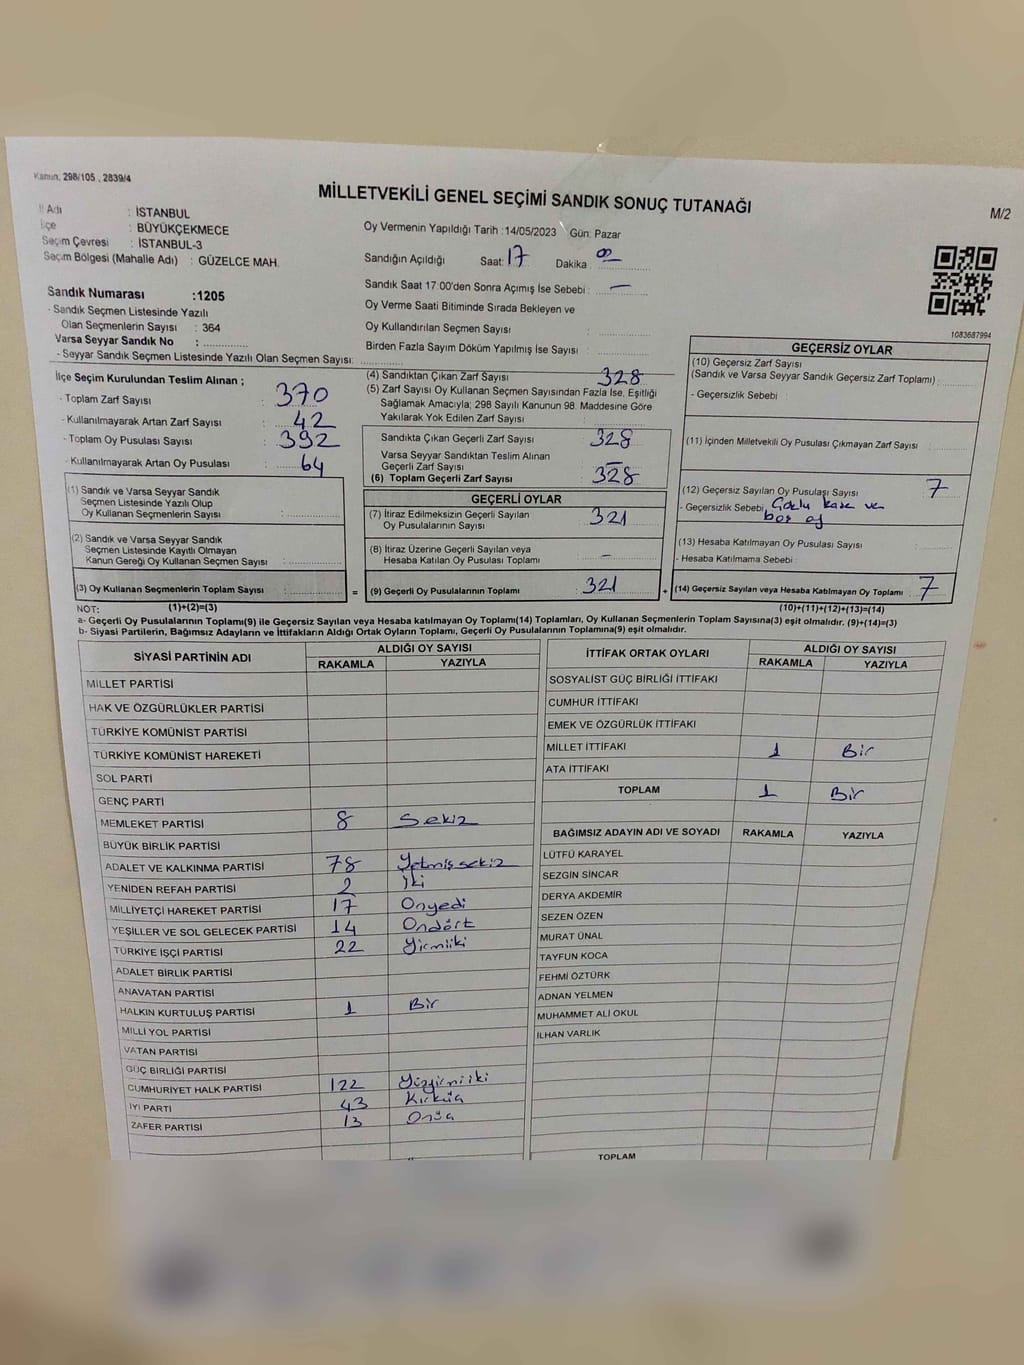 Kanun, 298/105 , 2839/4
MİLLETVEKİLİ GENEL SEÇİMİ SANDIK SONUÇ TUTANAĞI
M/2
İl Adı : İSTANBUL
İlçe : BÜYÜKÇEKMECE
Seçim Çevresi : İSTANBUL-3
Seçim Bölgesi (Mahalle Adı) : GÜZELCE MAH.
Oy Vermenin Yapıldığı Tarih : 14/05/2023 Gün: Pazar
Sandığın Açıldığı Saat: 17 Dakika : 00
Sandık Saat 17:00'den Sonra Açımış İse Sebebi : —
Oy Verme Saati Bitiminde Sırada Bekleyen ve
Oy Kullandırılan Seçmen Sayısı :
Birden Fazla Sayım Döküm Yapılmış İse Sayısı :
Sandık Numarası :1205
- Sandık Seçmen Listesinde Yazılı
Olan Seçmenlerin Sayısı : 364
Varsa Seyyar Sandık No :
- Seyyar Sandık Seçmen Listesinde Yazılı Olan Seçmen Sayısı:
1083687994
İlçe Seçim Kurulundan Teslim Alınan ;
- Toplam Zarf Sayısı : 370
- Kullanılmayarak Artan Zarf Sayısı : 42
- Toplam Oy Pusulası Sayısı : 392
- Kullanılmayarak Artan Oy Pusulası : 64
(1) Sandık ve Varsa Seyyar Sandık
Seçmen Listesinde Yazılı Olup
Oy Kullanan Seçmenlerin Sayısı :
(2) Sandık ve Varsa Seyyar Sandık
Seçmen Listesinde Kayıtlı Olmayan
Kanun Gereği Oy Kullanan Seçmen Sayısı :
(3) Oy Kullanan Seçmenlerin Toplam Sayısı :
(1)+(2)=(3)
(4) Sandıktan Çıkan Zarf Sayısı : 328
(5) Zarf Sayısı Oy Kullanan Seçmen Sayısından Fazla İse, Eşitliği
Sağlamak Amacıyla; 298 Sayılı Kanunun 98. Maddesine Göre
Yakılarak Yok Edilen Zarf Sayısı :
Sandıkta Çıkan Geçerli Zarf Sayısı : 328
Varsa Seyyar Sandıktan Teslim Alınan
Geçerli Zarf Sayısı : —
(6) Toplam Geçerli Zarf Sayısı : 328
GEÇERLİ OYLAR
(7) İtiraz Edilmeksizin Geçerli Sayılan
Oy Pusulalarının Sayısı : 321
(8) İtiraz Üzerine Geçerli Sayılan veya
Hesaba Katılan Oy Pusulası Toplamı : —
= (9) Geçerli Oy Pusulalarının Toplamı : 321 +
GEÇERSİZ OYLAR
(10) Geçersiz Zarf Sayısı
(Sandık ve Varsa Seyyar Sandık Geçersiz Zarf Toplamı) :
- Geçersizlik Sebebi :
(11) İçinden Milletvekili Oy Pusulası Çıkmayan Zarf Sayısı :
(12) Geçersiz Sayılan Oy Pusulası Sayısı : 7
- Geçersizlik Sebebi ve
boş oy
(13) Hesaba Katılmayan Oy Pusulası Sayısı :
- Hesaba Katılmama Sebebi :
(14) Geçersiz Sayılan veya Hesaba Katılmayan Oy Toplamı : 7
(10)+(11)+(12)+(13)=(14)
NOT:
a- Geçerli Oy Pusulalarının Toplamı(9) ile Geçersiz Sayılan veya Hesaba katılmayan Oy Toplamı(14) Toplamları, Oy Kullanan Seçmenlerin Toplam Sayısına(3) eşit olmalıdır. (9)+(14)=(3)
b- Siyasi Partilerin, Bağımsız Adayların ve İttifakların Aldığı Ortak Oyların Toplamı, Geçerli Oy Pusulalarının Toplamına(9) eşit olmalıdır.
SİYASİ PARTİNİN ADI
ALDIĞI OY SAYISI
RAKAMLA YAZIYLA
MİLLET PARTİSİ
HAK VE ÖZGÜRLÜKLER PARTİSİ
TÜRKİYE KOMÜNİST PARTİSİ
TÜRKİYE KOMÜNİST HAREKETİ
SOL PARTİ
GENÇ PARTİ
MEMLEKET PARTİSİ 8 Sekiz
BÜYÜK BİRLİK PARTİSİ
ADALET VE KALKINMA PARTİSİ 78 Yetmişsekiz
YENİDEN REFAH PARTİSİ 2 İki
MİLLİYETÇİ HAREKET PARTİSİ 17 Onyedi
YEŞİLLER VE SOL GELECEK PARTİSİ 14 Ondört
TÜRKİYE İŞÇİ PARTİSİ 22 Yirmiiki
ADALET BİRLİK PARTİSİ
ANAVATAN PARTİSİ
HALKIN KURTULUŞ PARTİSİ 1 Bir
MİLLİ YOL PARTİSİ
VATAN PARTİSİ
GÜÇ BİRLİĞİ PARTİSİ
CUMHURİYET HALK PARTİSİ 122 Yüzyirmiiki
İYİ PARTİ 43 Kırküç
ZAFER PARTİSİ 13 Onüç
İTTİFAK ORTAK OYLARI
ALDIĞI OY SAYISI
RAKAMLA YAZIYLA
SOSYALİST GÜÇ BİRLİĞİ İTTİFAKI
CUMHUR İTTİFAKI
EMEK VE ÖZGÜRLÜK İTTİFAKI
MİLLET İTTİFAKI 1 Bir
ATA İTTİFAKI
TOPLAM 1 Bir
BAĞIMSIZ ADAYIN ADI VE SOYADI RAKAMLA YAZIYLA
LÜTFÜ KARAYEL
SEZGİN SİNCAR
DERYA AKDEMİR
SEZEN ÖZEN
MURAT ÜNAL
TAYFUN KOCA
FEHMİ ÖZTÜRK
ADNAN YELMEN
MUHAMMET ALİ OKUL
İLHAN VARLIK
TOPLAM